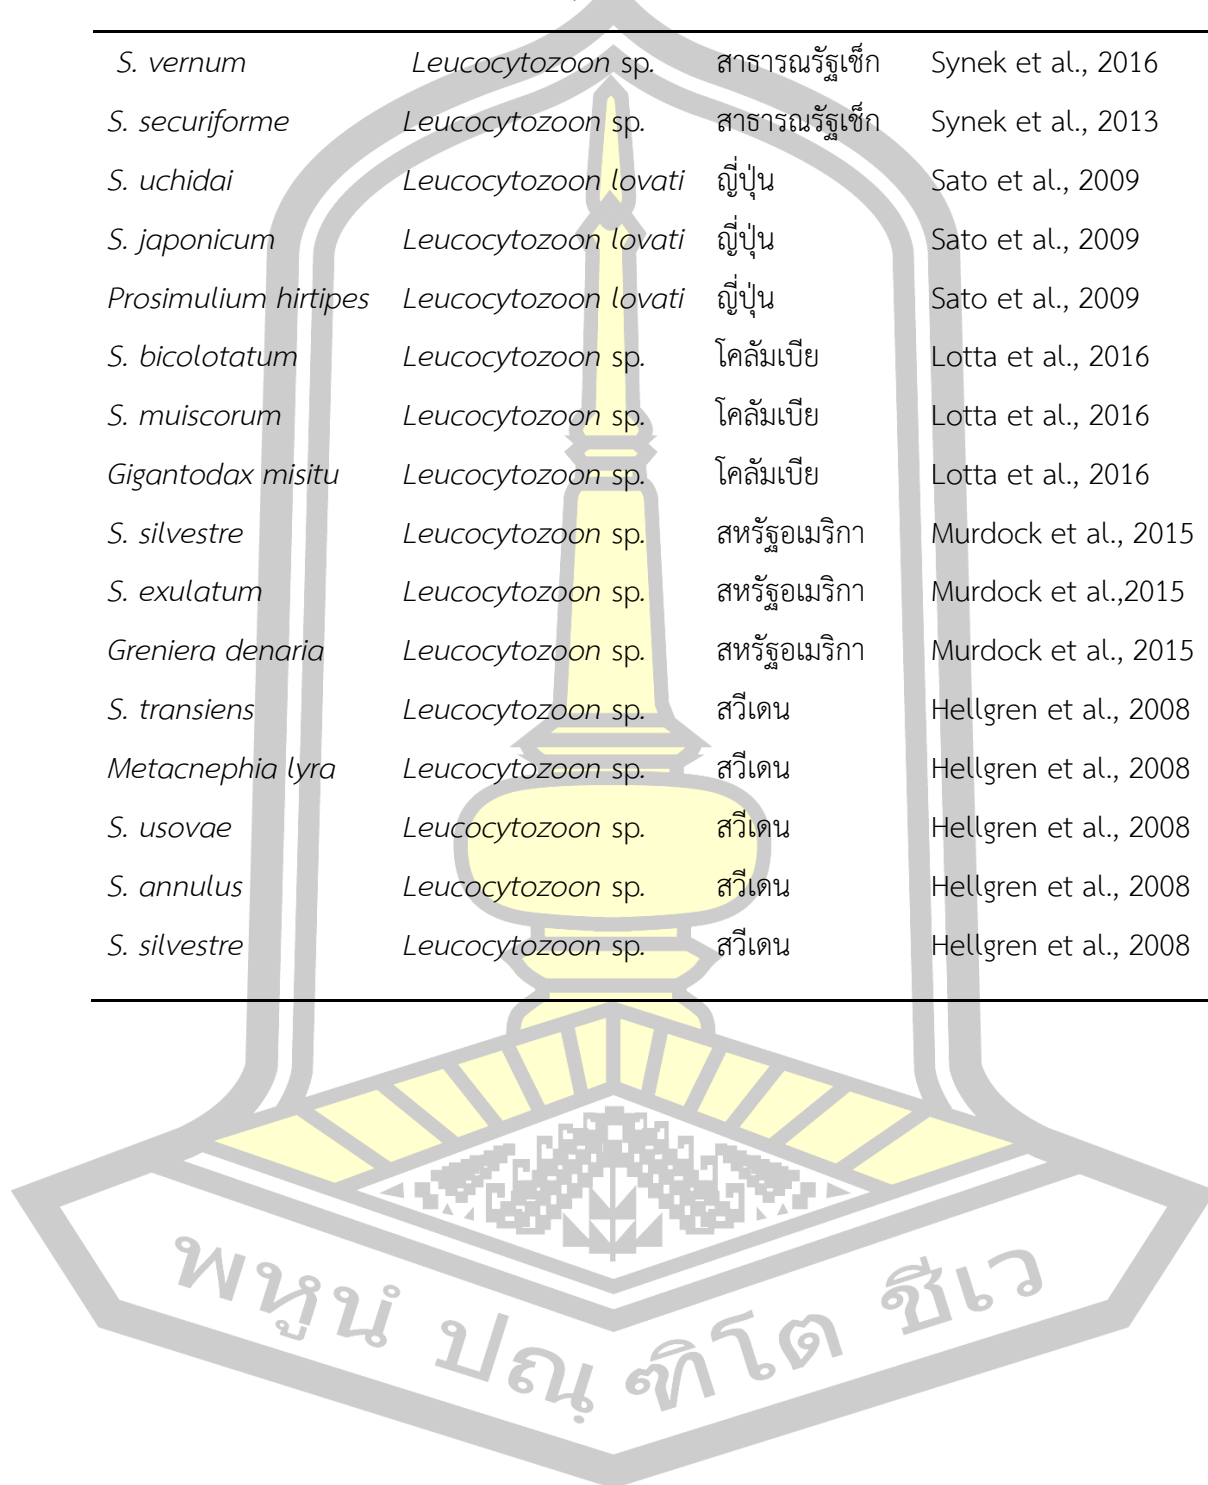 S. vernum Leucocytozoon sp. สาธารณรัฐเช็ก Synek et al., 2016
S. securiforme Leucocytozoon sp. สาธารณรัฐเช็ก Synek et al., 2013
S. uchidai Leucocytozoon lovati ญี่ปุ่น Sato et al., 2009
S. japonicum Leucocytozoon lovati ญี่ปุ่น Sato et al., 2009
Prosimulium hirtipes Leucocytozoon lovati ญี่ปุ่น Sato et al., 2009
S. bicolotatum Leucocytozoon sp. โคลัมเบีย Lotta et al., 2016
S. muiscorum Leucocytozoon sp. โคลัมเบีย Lotta et al., 2016
Gigantodax misitu Leucocytozoon sp. โคลัมเบีย Lotta et al., 2016
S. silvestre Leucocytozoon sp. สหรัฐอเมริกา Murdock et al., 2015
S. exulatum Leucocytozoon sp. สหรัฐอเมริกา Murdock et al.,2015
Greniera denaria Leucocytozoon sp. สหรัฐอเมริกา Murdock et al., 2015
S. transiens Leucocytozoon sp. สวีเดน Hellgren et al., 2008
Metacnephia lyra Leucocytozoon sp. สวีเดน Hellgren et al., 2008
S. usovae Leucocytozoon sp. สวีเดน Hellgren et al., 2008
S. annulus Leucocytozoon sp. สวีเดน Hellgren et al., 2008
S. silvestre Leucocytozoon sp. สวีเดน Hellgren et al., 2008
พหูนํ ปณฺฑิโต ชีเว